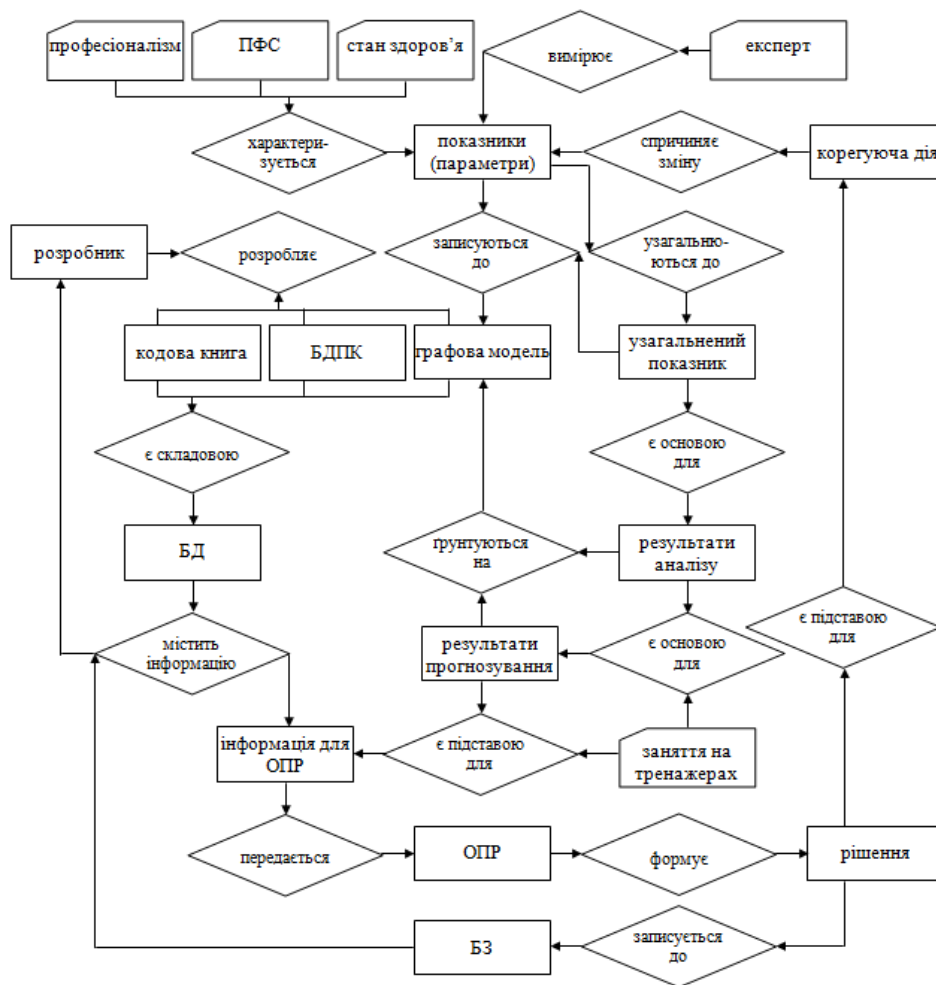 професіоналізм
ПФС
стан здоров’я
вимірює
експерт
характери-
зується
показники
(параметри)
спричиняє
зміну
корегуюча дія
розробник
розробляє
записуються
до
узагальню-
ються до
кодова книга
БДПК
графова модель
узагальнений
показник
є складовою
є основою
для
БД
ґрунтуються
на
результати
аналізу
містить
інформацію
результати
прогнозування
є основою
для
є підставою
для
інформація для
ОПР
є підставою
для
заняття на
тренажерах
передається
ОПР
формує
рішення
БЗ
записується
до